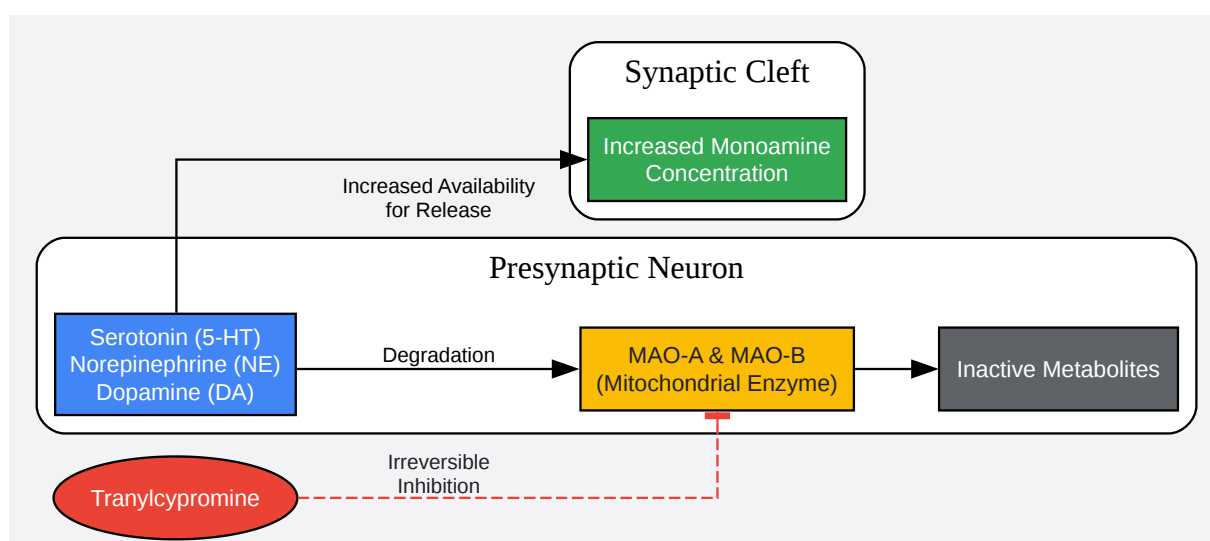 Synaptic Cleft
Increased Monoamine
Concentration
Increased Availability
for Release
Presynaptic Neuron
Serotonin (5-HT)
Norepinephrine (NE)
Dopamine (DA)
Degradation
MAO-A & MAO-B
(Mitochondrial Enzyme)
Inactive Metabolites
Irreversible
Inhibition
Tranylcypromine